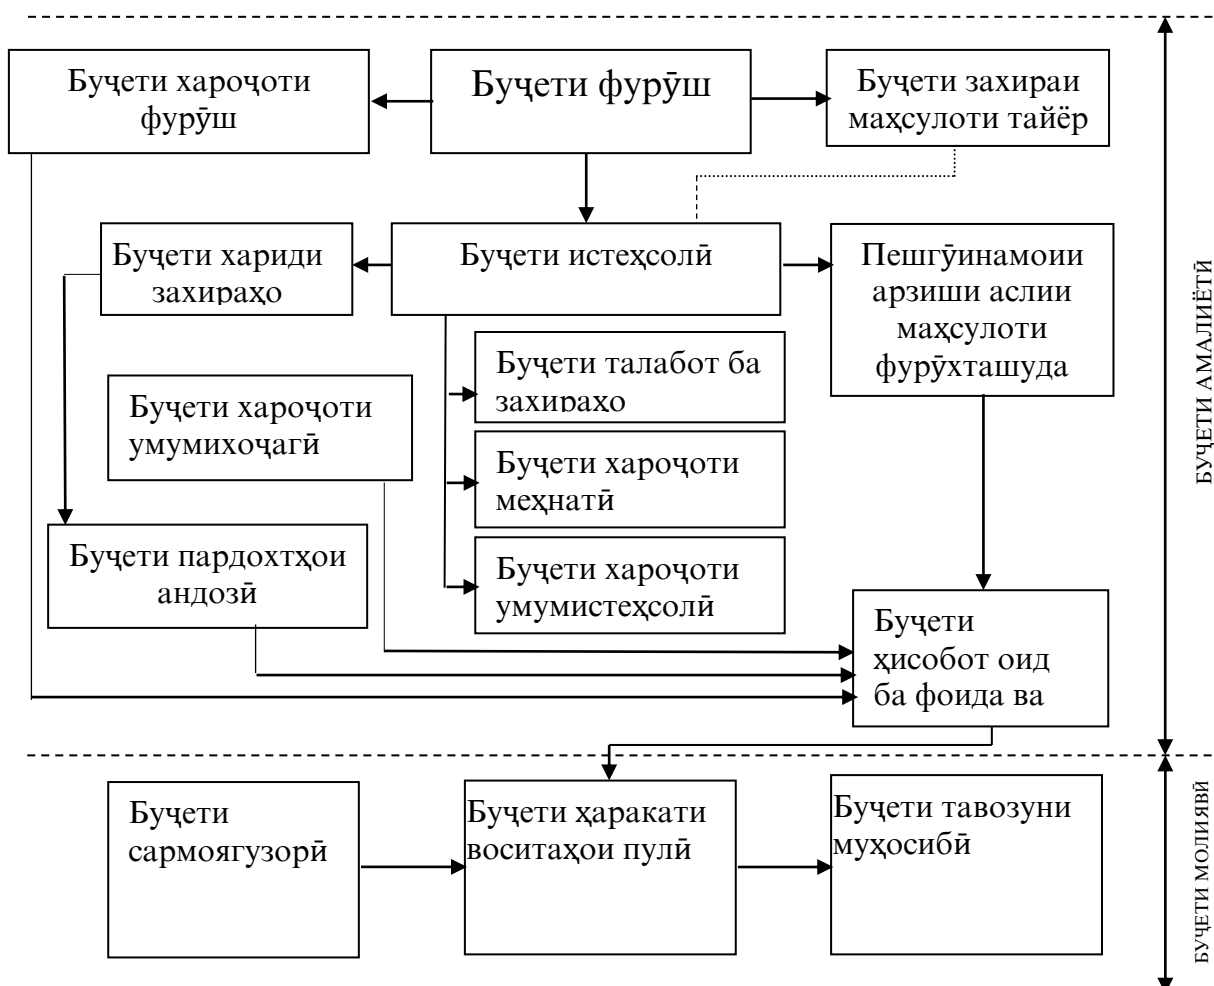 Буҷети хароҷоти
фурӯш
Буҷети фурӯш
Буҷети захираи
маҳсулоти тайёр
Буҷети хариди
захираҳо
Буҷети истеҳсолӣ
Пешгӯинамоии
арзиши аслии
маҳсулоти
фурӯхташуда
Буҷети талабот ба
захираҳо
Буҷети хароҷоти
умумихоҷагӣ
Буҷети хароҷоти
меҳнатӣ
Буҷети пардохтҳои
андозӣ
Буҷети хароҷоти
умумистеҳсолӣ
Буҷети
ҳисобот оид
ба фоида ва
БУҶЕТИ АМАЛИЁТӢ
Буҷети
сармоягузорӣ
Буҷети ҳаракати
воситаҳои пулӣ
Буҷети тавозуни
муҳосибӣ
БУҶЕТИ МОЛИЯВӢ